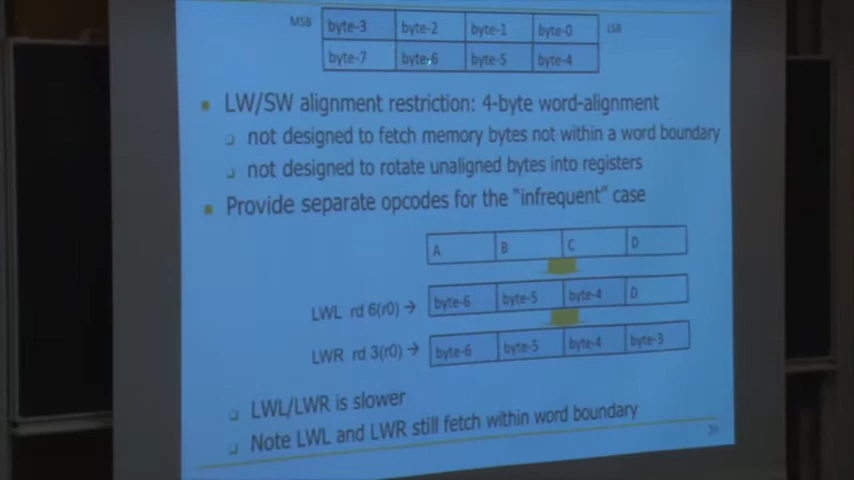 MSB byte-3 byte-2 byte-1 byte-0 LSB
byte-7 byte-6 byte-5 byte-4
LW/SW alignment restriction: 4-byte word-alignment
not designed to fetch memory bytes not within a word boundary
not designed to rotate unaligned bytes into registers
Provide separate opcodes for the "infrequent" case
A B C D
LWL rd 6(r0) → byte-6 byte-5 byte-4 D
LWR rd 3(r0) → byte-6 byte-5 byte-4 byte-3
LWL/LWR is slower
Note LWL and LWR still fetch within word boundary